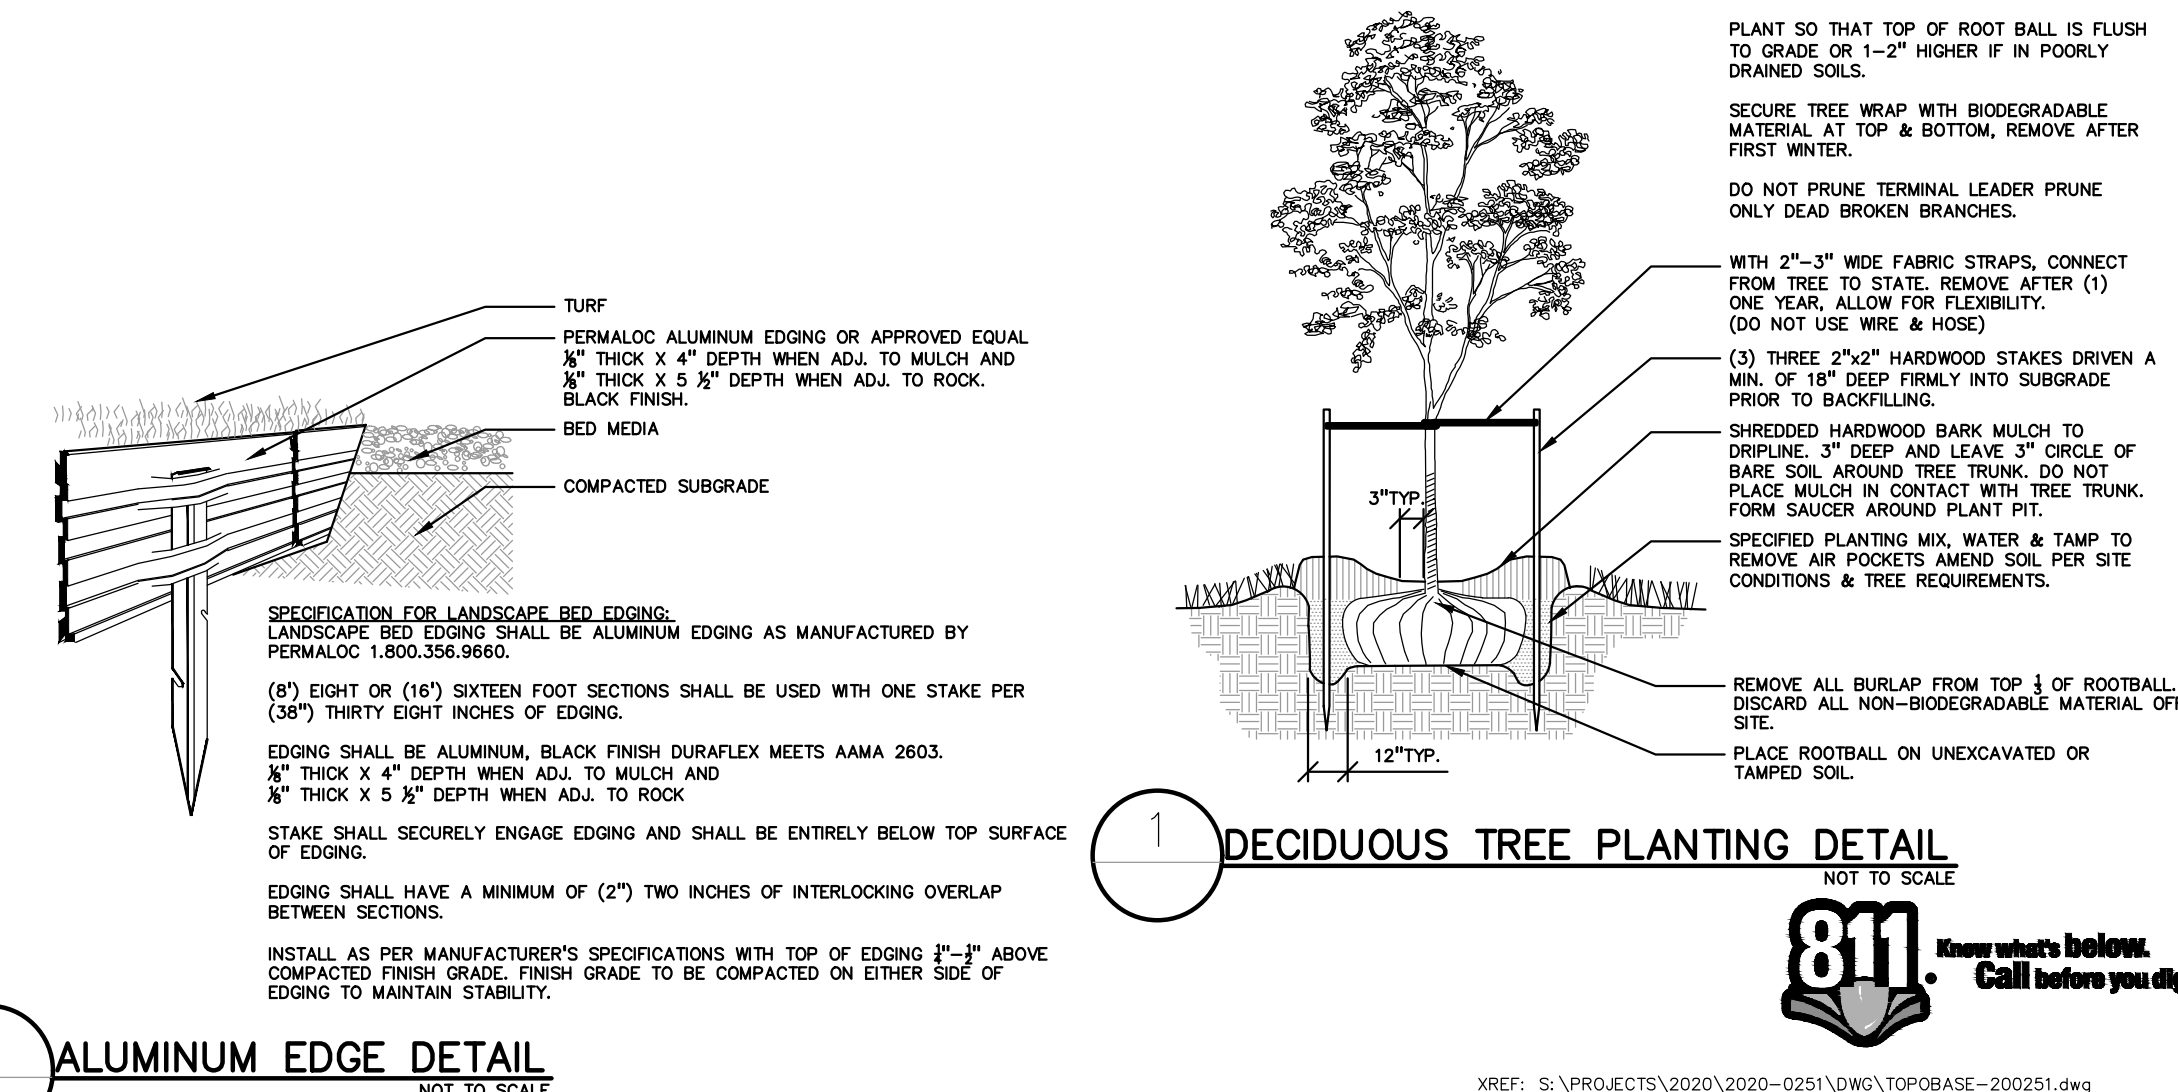 TURF
PERMALOC ALUMINUM EDGING OR APPROVED EQUAL
⅛" THICK X 4" DEPTH WHEN ADJ. TO MULCH AND
⅛" THICK X 5 ½" DEPTH WHEN ADJ. TO ROCK.
BLACK FINISH.
BED MEDIA
COMPACTED SUBGRADE
SPECIFICATION FOR LANDSCAPE BED EDGING:
LANDSCAPE BED EDGING SHALL BE ALUMINUM EDGING AS MANUFACTURED BY
PERMALOC 1.800.356.9660.
(8') EIGHT OR (16') SIXTEEN FOOT SECTIONS SHALL BE USED WITH ONE STAKE PER
(38") THIRTY EIGHT INCHES OF EDGING.
EDGING SHALL BE ALUMINUM, BLACK FINISH DURAFLEX MEETS AAMA 2603.
⅛" THICK X 4" DEPTH WHEN ADJ. TO MULCH AND
⅛" THICK X 5 ½" DEPTH WHEN ADJ. TO ROCK
STAKE SHALL SECURELY ENGAGE EDGING AND SHALL BE ENTIRELY BELOW TOP SURFACE
OF EDGING.
EDGING SHALL HAVE A MINIMUM OF (2") TWO INCHES OF INTERLOCKING OVERLAP
BETWEEN SECTIONS.
INSTALL AS PER MANUFACTURER'S SPECIFICATIONS WITH TOP OF EDGING ¼"-½" ABOVE
COMPACTED FINISH GRADE. FINISH GRADE TO BE COMPACTED ON EITHER SIDE OF
EDGING TO MAINTAIN STABILITY.
ALUMINUM EDGE DETAIL
NOT TO SCALE
PLANT SO THAT TOP OF ROOT BALL IS FLUSH
TO GRADE OR 1-2" HIGHER IF IN POORLY
DRAINED SOILS.
SECURE TREE WRAP WITH BIODEGRADABLE
MATERIAL AT TOP & BOTTOM, REMOVE AFTER
FIRST WINTER.
DO NOT PRUNE TERMINAL LEADER PRUNE
ONLY DEAD BROKEN BRANCHES.
WITH 2"-3" WIDE FABRIC STRAPS, CONNECT
FROM TREE TO STATE. REMOVE AFTER (1)
ONE YEAR, ALLOW FOR FLEXIBILITY.
(DO NOT USE WIRE & HOSE)
(3) THREE 2"x2" HARDWOOD STAKES DRIVEN A
MIN. OF 18" DEEP FIRMLY INTO SUBGRADE
PRIOR TO BACKFILLING.
SHREDDED HARDWOOD BARK MULCH TO
DRIPLINE. 3" DEEP AND LEAVE 3" CIRCLE OF
BARE SOIL AROUND TREE TRUNK. DO NOT
PLACE MULCH IN CONTACT WITH TREE TRUNK.
FORM SAUCER AROUND PLANT PIT.
SPECIFIED PLANTING MIX, WATER & TAMP TO
REMOVE AIR POCKETS AMEND SOIL PER SITE
CONDITIONS & TREE REQUIREMENTS.
REMOVE ALL BURLAP FROM TOP ⅓ OF ROOTBALL.
DISCARD ALL NON-BIODEGRADABLE MATERIAL OFF
SITE.
PLACE ROOTBALL ON UNEXCAVATED OR
TAMPED SOIL.
3"TYP.
12"TYP.
1
DECIDUOUS TREE PLANTING DETAIL
NOT TO SCALE
811.
Know what's below.
Call before you dig
XREF: S:\PROJECTS\2020\2020-0251\DWG\TOPOBASE-200251.dwg